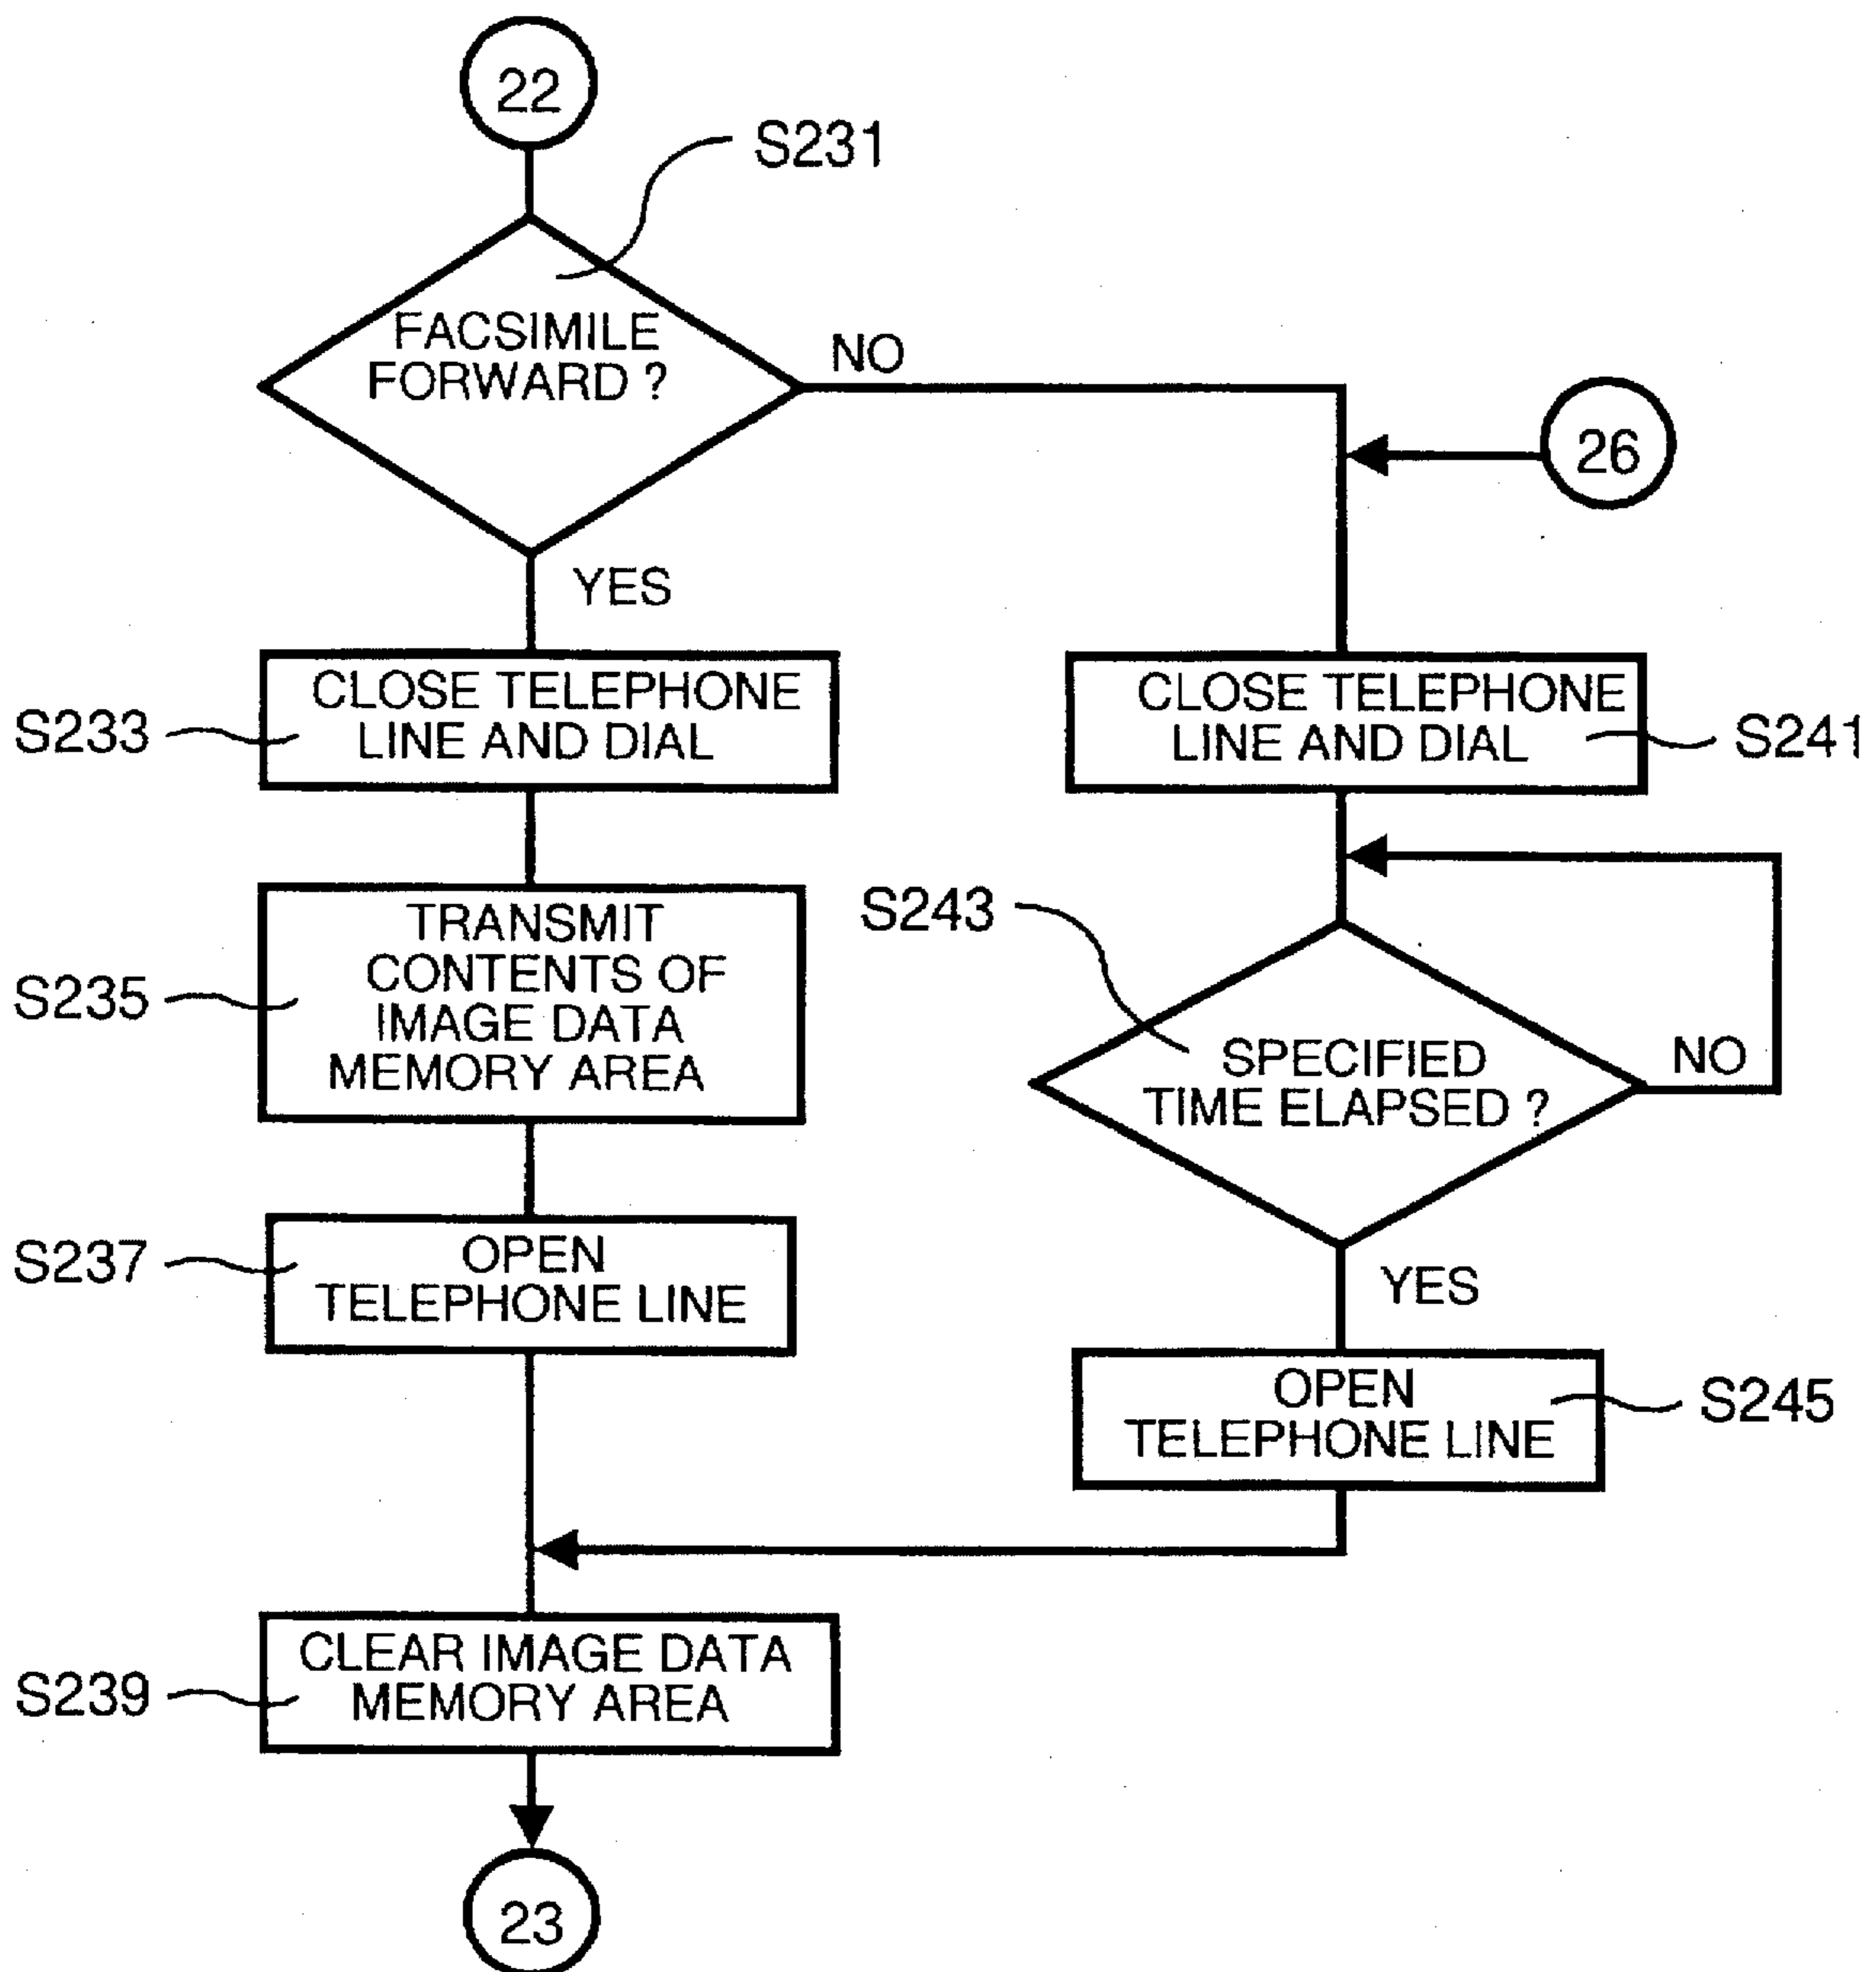 22
S231
FACSIMILE
FORWARD ?
NO
26
YES
CLOSE TELEPHONE
LINE AND DIAL
S233
CLOSE TELEPHONE
LINE AND DIAL
S241
TRANSMIT
CONTENTS OF
IMAGE DATA
MEMORY AREA
S235
S243
SPECIFIED
TIME ELAPSED ?
NO
OPEN
TELEPHONE LINE
S237
YES
OPEN
TELEPHONE LINE
S245
CLEAR IMAGE DATA
MEMORY AREA
S239
23